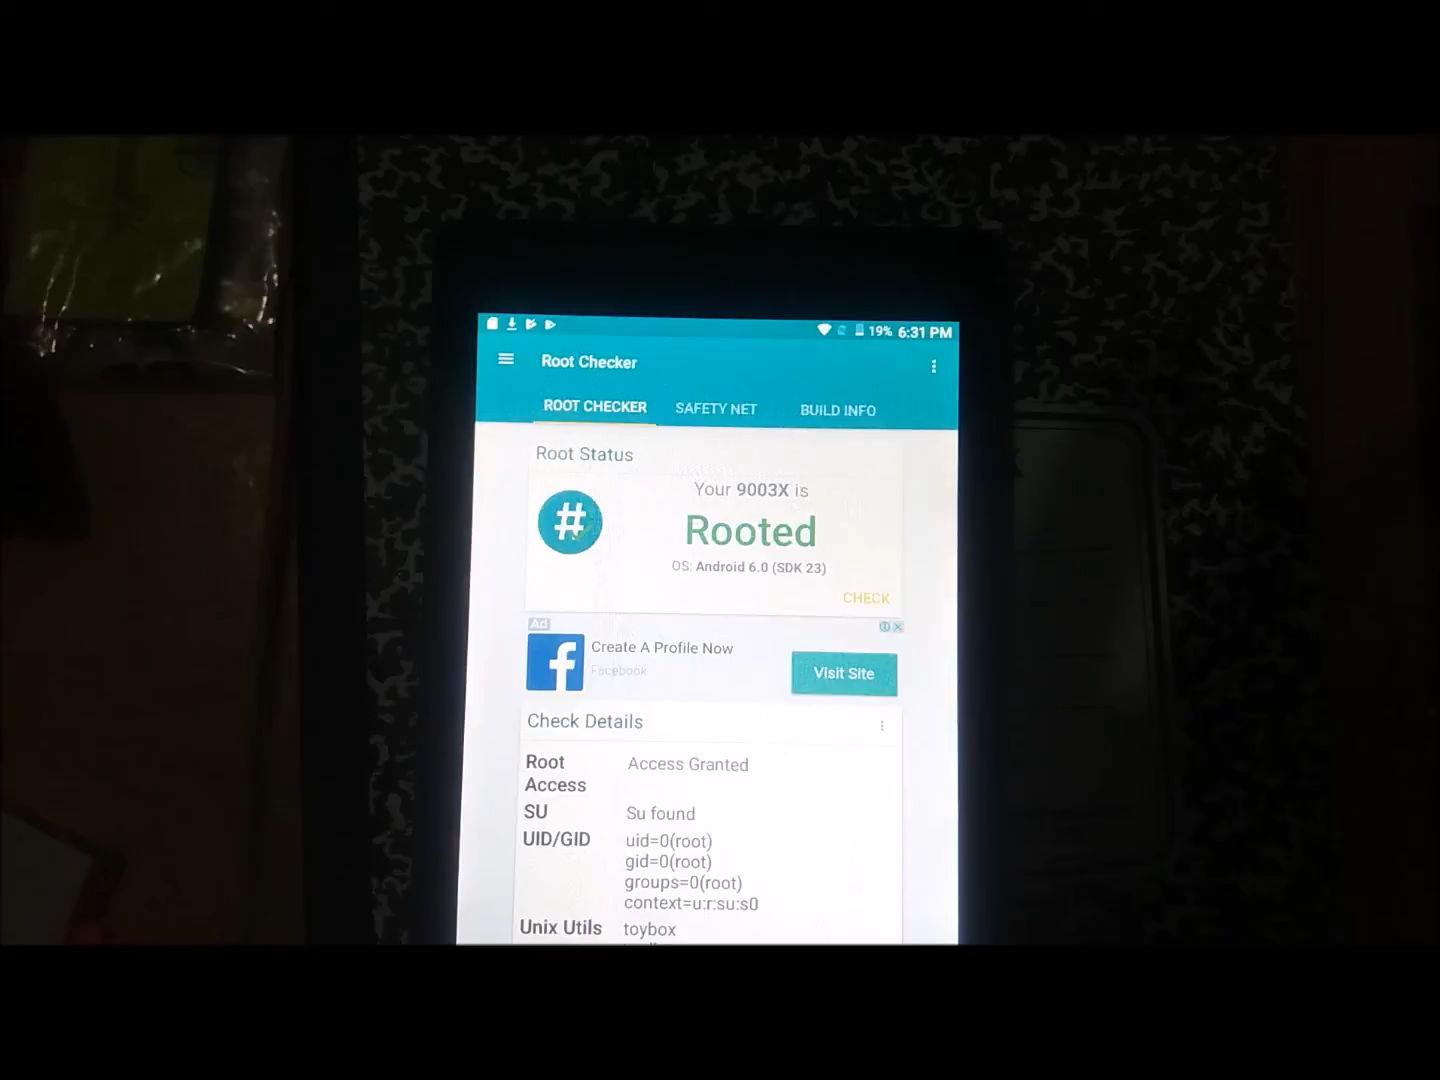 19% 6:31 PM
Root Checker
ROOT CHECKER SAFETY NET BUILD INFO
Root Status
Your 9003X is
Rooted
OS: Android 6.0 (SDK 23)
CHECK
Ad
Create A Profile Now
Facebook
Visit Site
Check Details
Root Access Access Granted
SU Su found
UID/GID uid=0(root)
gid=0(root)
groups=0(root)
context=u:r:su:s0
Unix Utils toybox